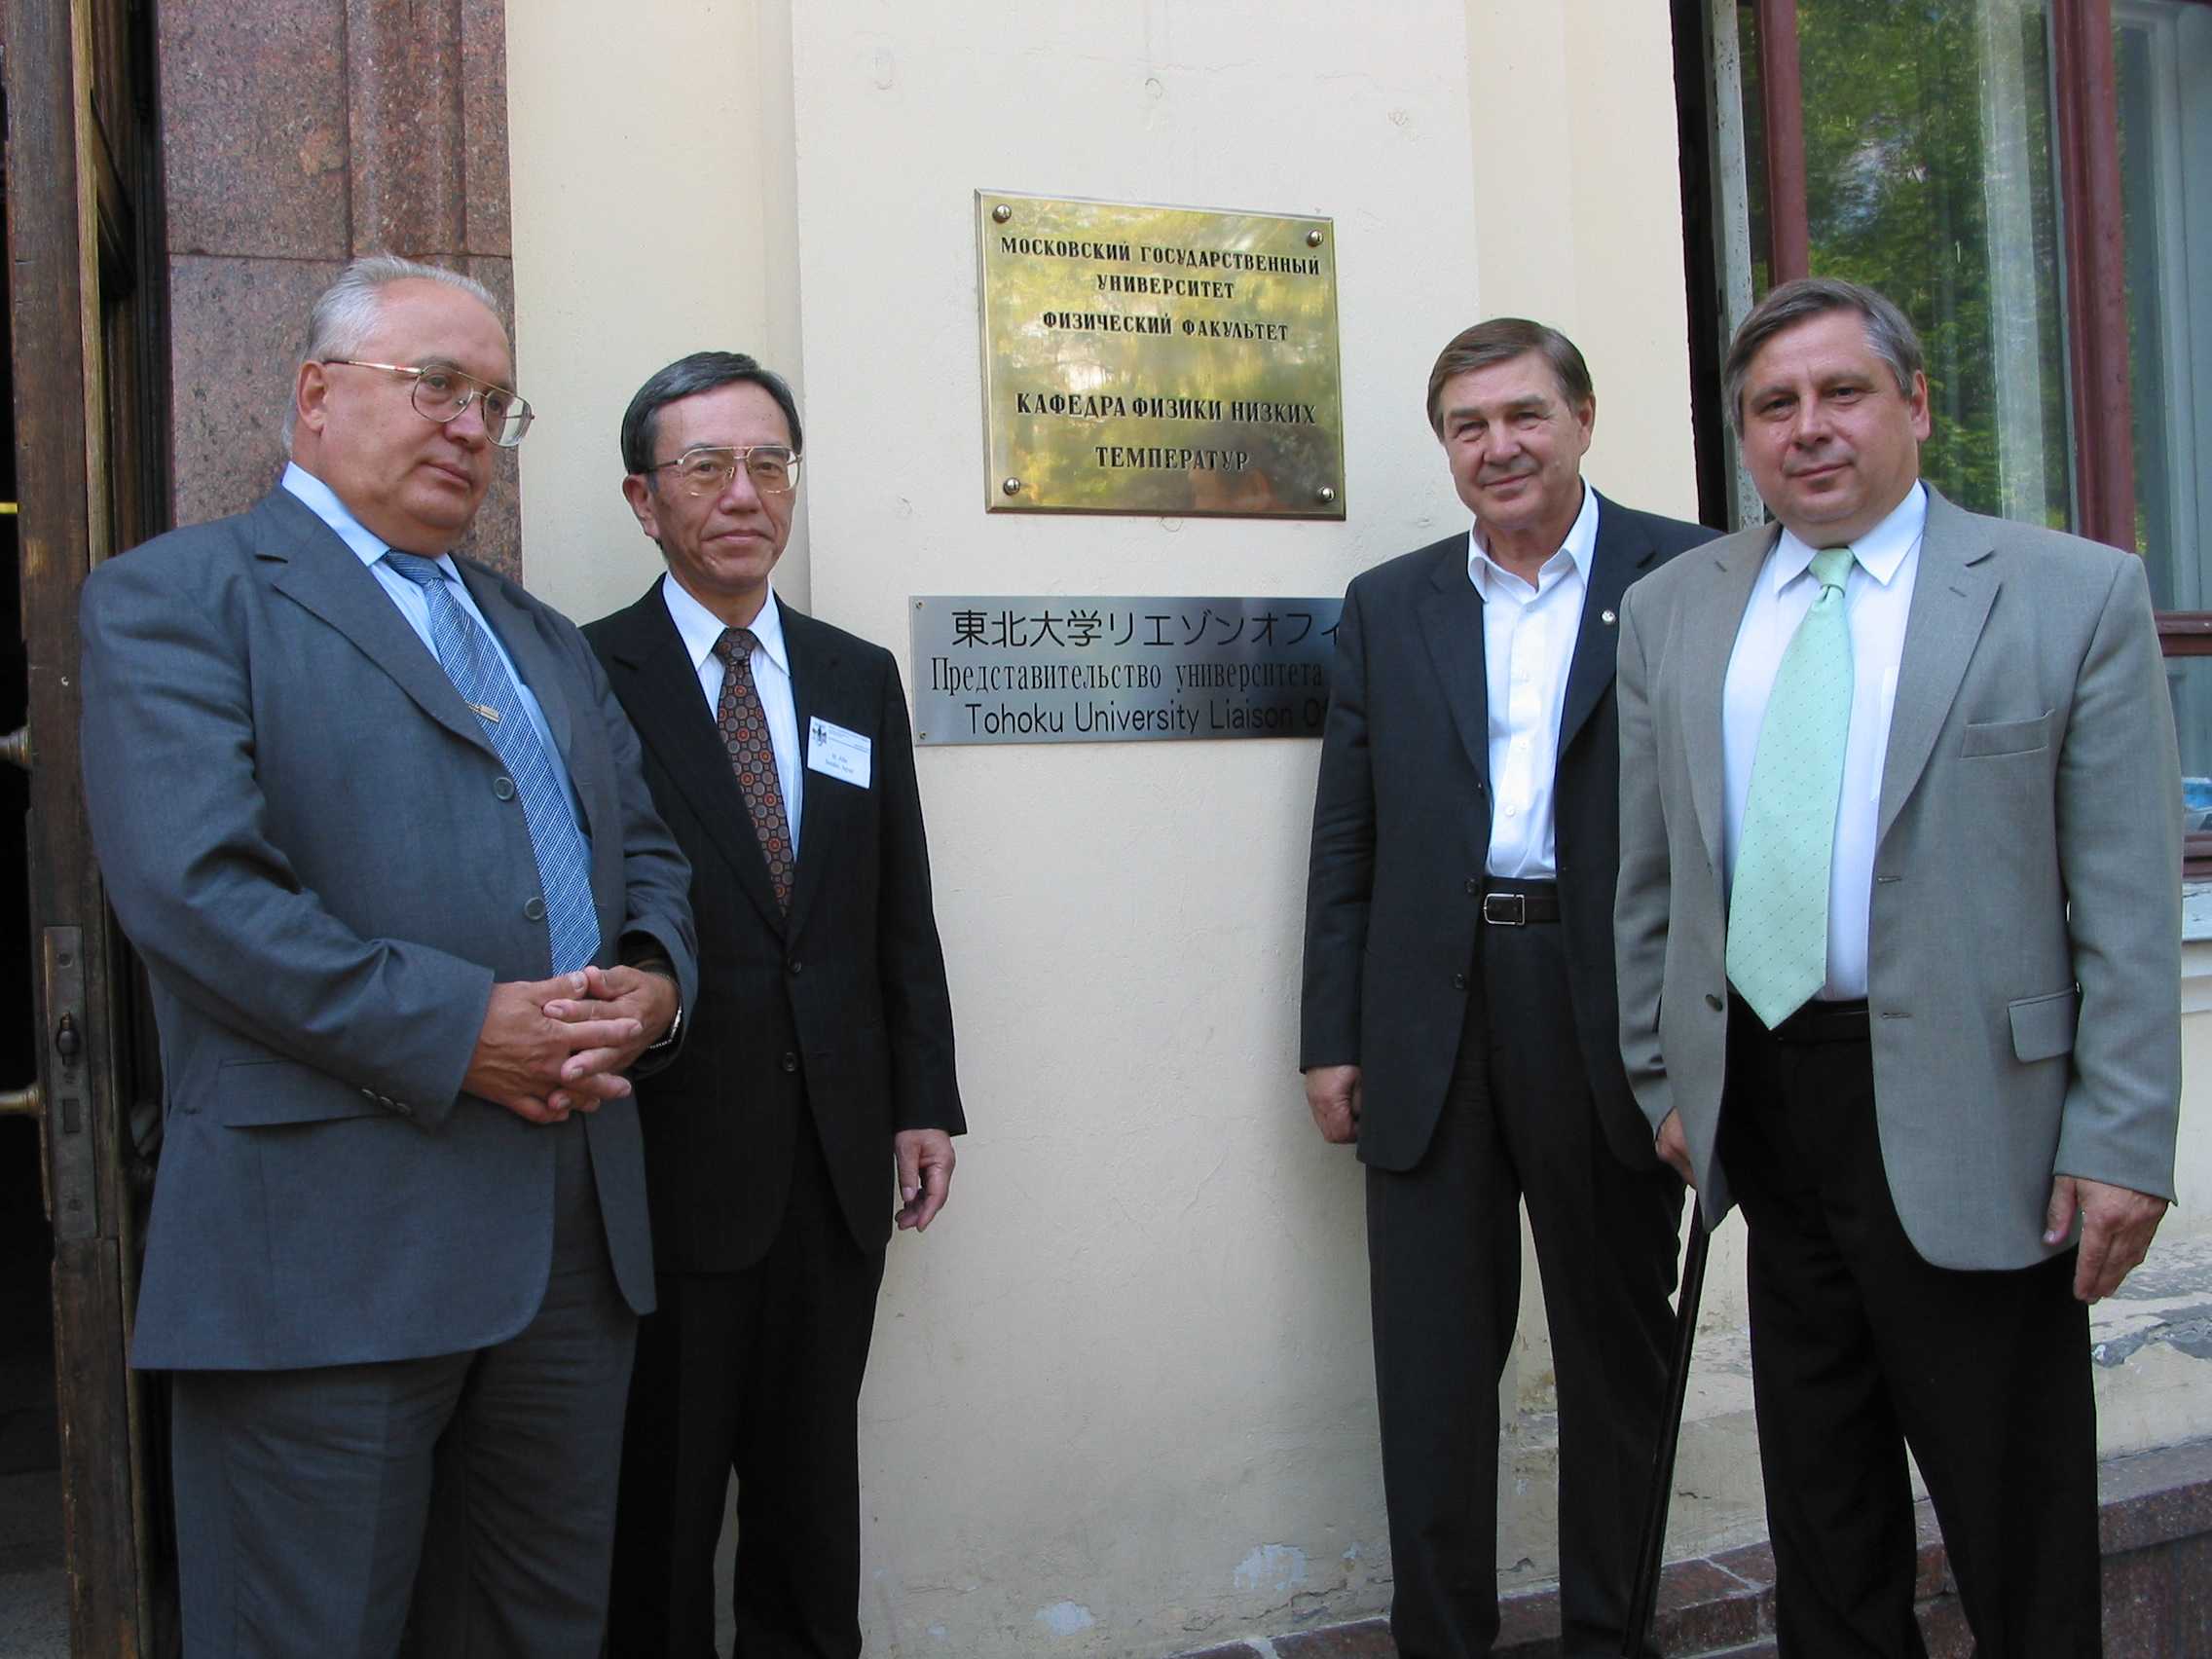 МОСКОВСКИЙ ГОСУДАРСТВЕННЫЙ
УНИВЕРСИТЕТ
ФИЗИЧЕСКИЙ ФАКУЛЬТЕТ
КАФЕДРА ФИЗИКИ НИЗКИХ
ТЕМПЕРАТУР
東北大学リエゾンオフィ
Представительство университета
Tohoku University Liaison